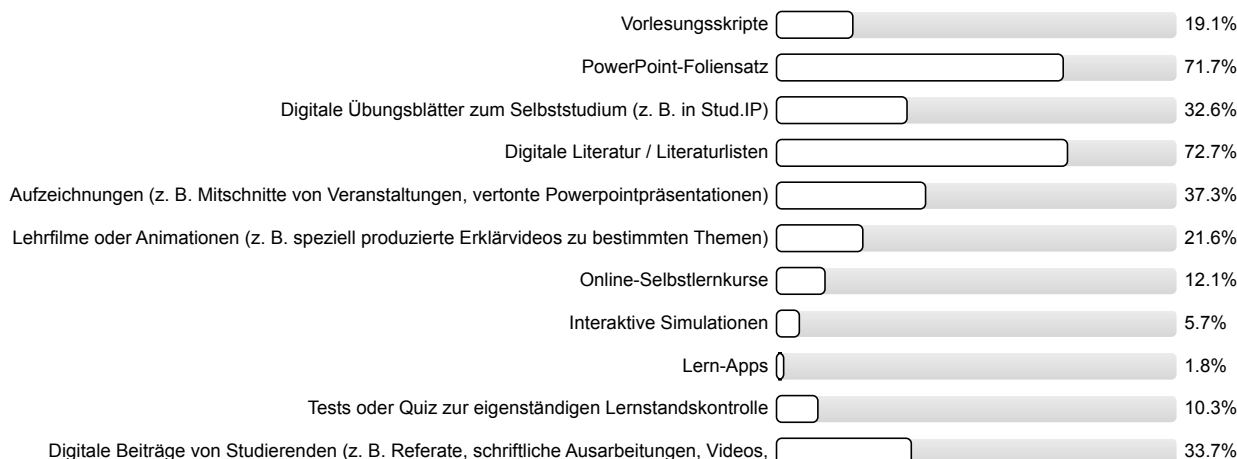 Vorlesungsskripte 19.1%
PowerPoint-Foliensatz 71.7%
Digitale Übungsblätter zum Selbststudium (z. B. in Stud.IP) 32.6%
Digitale Literatur / Literaturlisten 72.7%
Aufzeichnungen (z. B. Mitschnitte von Veranstaltungen, vertonte Powerpointpräsentationen) 37.3%
Lehrfilme oder Animationen (z. B. speziell produzierte Erklärvideos zu bestimmten Themen) 21.6%
Online-Selbstlernkurse 12.1%
Interaktive Simulationen 5.7%
Lern-Apps 1.8%
Tests oder Quiz zur eigenständigen Lernstandskontrolle 10.3%
Digitale Beiträge von Studierenden (z. B. Referate, schriftliche Ausarbeitungen, Videos, 33.7%